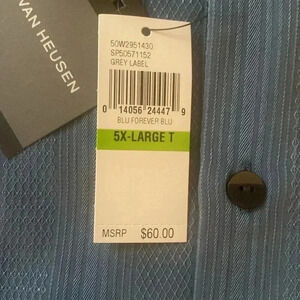 VAN HEUSEN
50W2951430
SP50571152
GREY LABEL
0 14056 24447 9
BLU FOREVER BLU
5X-LARGE T
MSRP $60.00